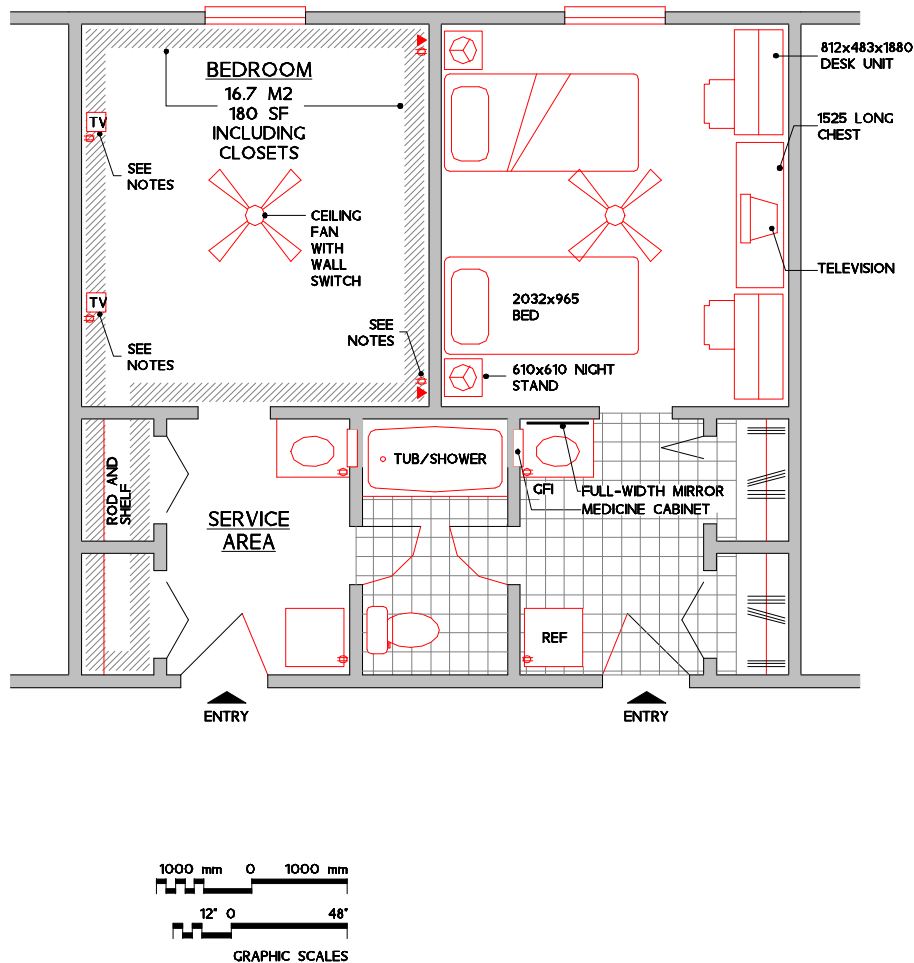 BEDROOM
16.7 M2
180 SF
INCLUDING
CLOSETS
812x483x1880
DESK UNIT
1525 LONG
CHEST
TV
SEE
NOTES
CEILING
FAN
WITH
WALL
SWITCH
TELEVISION
TV
SEE
NOTES
SEE
NOTES
2032x965
BED
610x610 NIGHT
STAND
ROD AND
SHELF
TUB/SHOWER
GFI
FULL-WIDTH MIRROR
MEDICINE CABINET
SERVICE
AREA
REF
ENTRY
ENTRY
1000 mm 0 1000 mm
12" 0 48"
GRAPHIC SCALES